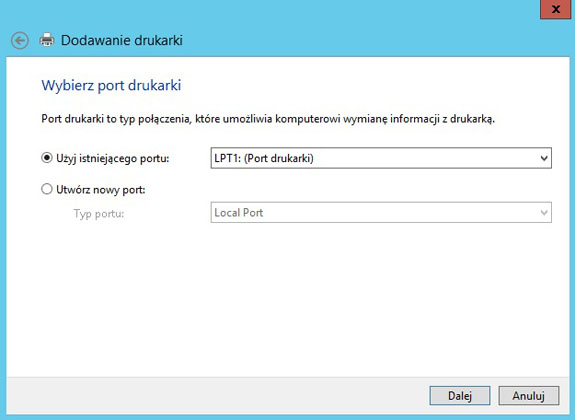 Dodawanie drukarki
Wybierz port drukarki
Port drukarki to typ połączenia, które umożliwia komputerowi wymianę informacji z drukarką.
Użyj istniejącego portu: LPT1: (Port drukarki)
Utwórz nowy port:
Typ portu: Local Port
Dalej Anuluj